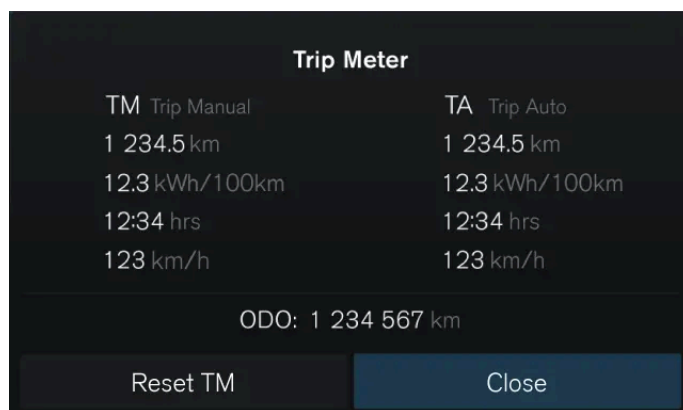 Trip Meter
TM Trip Manual
1 234.5 km
12.3 kWh/100km
12:34 hrs
123 km/h
TA Trip Auto
1 234.5 km
12.3 kWh/100km
12:34 hrs
123 km/h
ODO: 1 234 567 km
Reset TM
Close